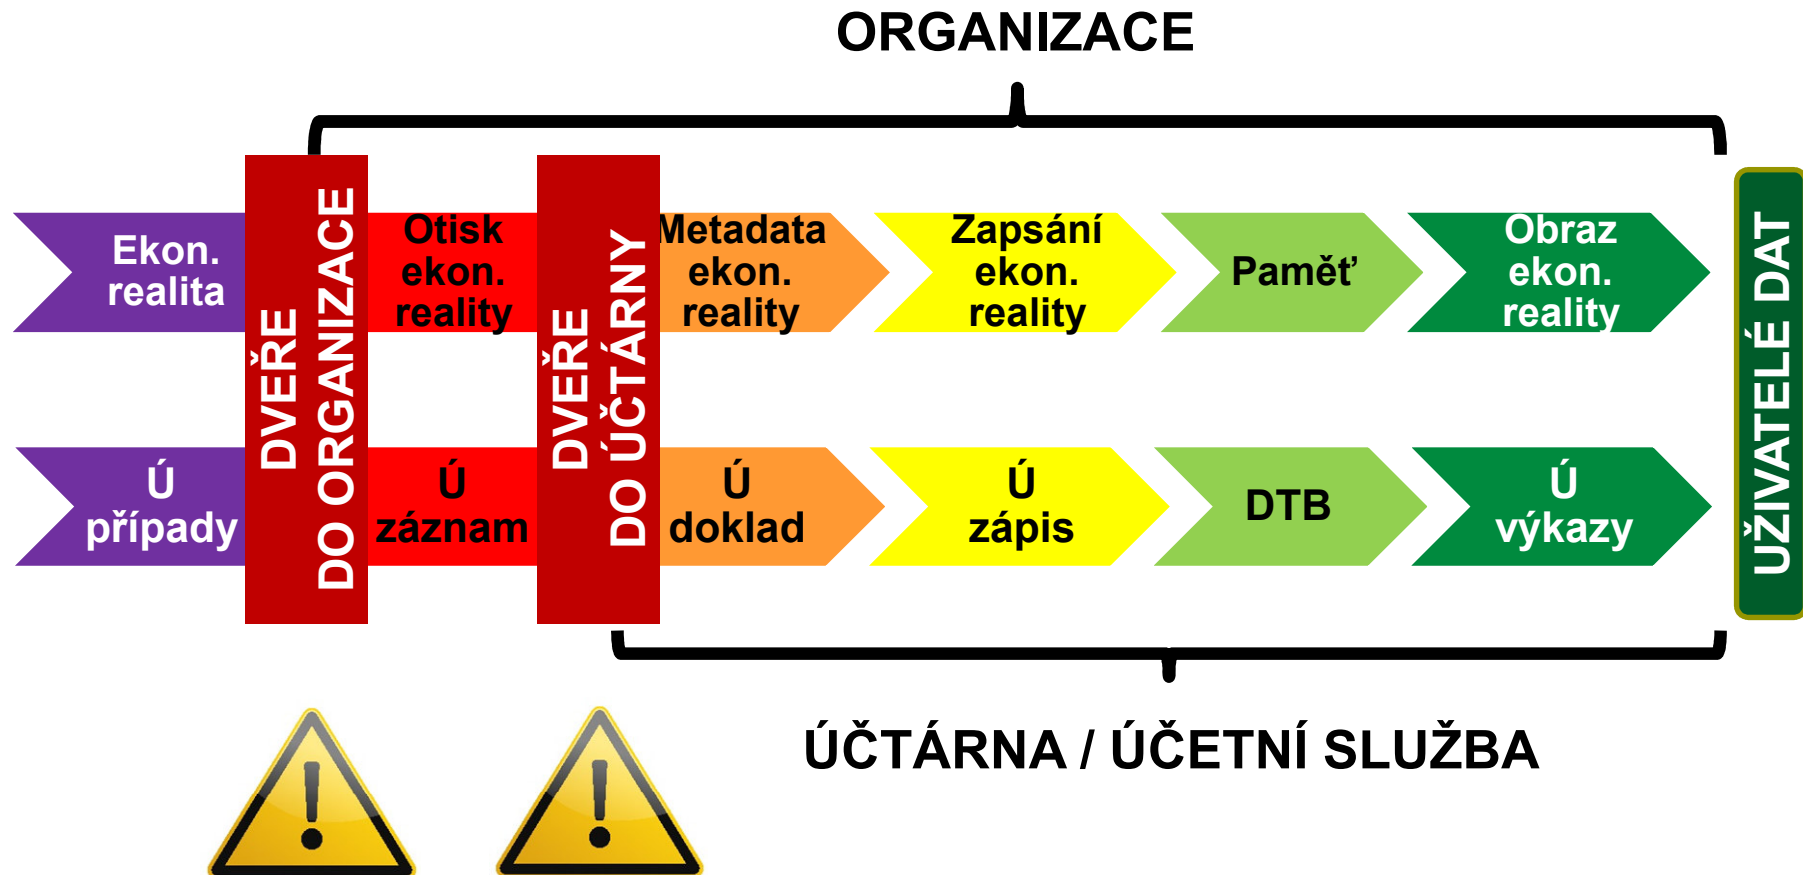 ORGANIZACE
Ekon.
realita
DVEŘE
DO ORGANIZACE
Otisk
ekon.
reality
DVEŘE
DO ÚČTÁRNY
Metadata
ekon.
reality
Zapsání
ekon.
reality
Paměť
Obraz
ekon.
reality
UŽIVATELÉ DAT
Ú
případy
Ú
záznam
Ú
doklad
Ú
zápis
DTB
Ú
výkazy
ÚČTÁRNA / ÚČETNÍ SLUŽBA